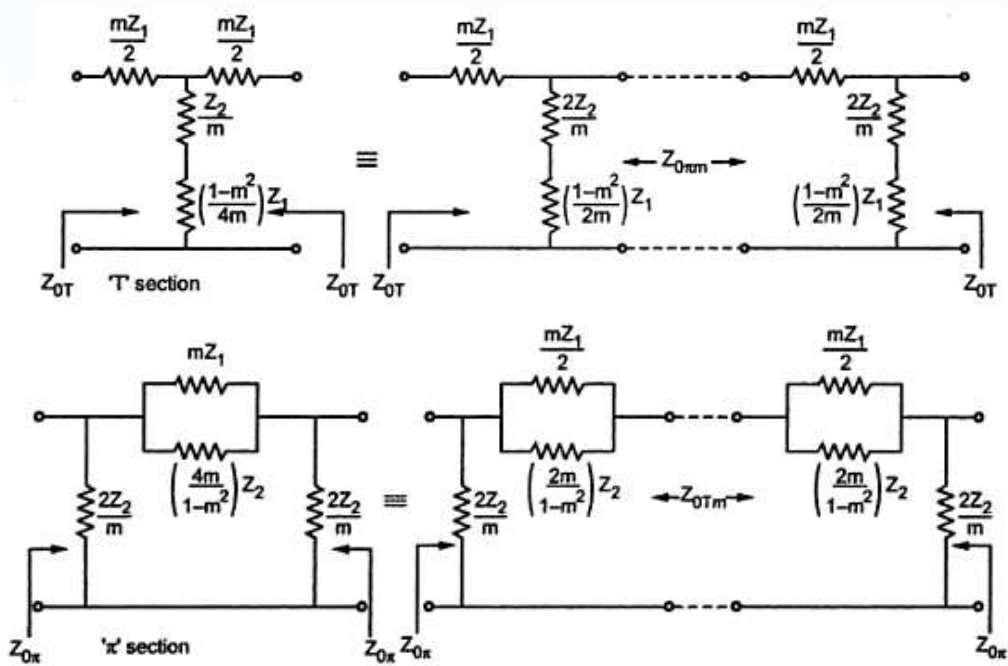 mZ₁/2 mZ₁/2
Z₂/m
((1–m²)/4m)Z₁
Z₀T
'T' section
Z₀T
≡
mZ₁/2
2Z₂/m
((1–m²)/2m)Z₁
Z₀T
Z₀πm
mZ₁/2
2Z₂/m
((1–m²)/2m)Z₁
Z₀T
mZ₁
(4m/(1–m²))Z₂
2Z₂/m
2Z₂/m
Z₀π
'π' section
Z₀π
≡
mZ₁/2
(2m/(1–m²))Z₂
2Z₂/m
Z₀π
Z₀Tm
mZ₁/2
(2m/(1–m²))Z₂
2Z₂/m
Z₀π